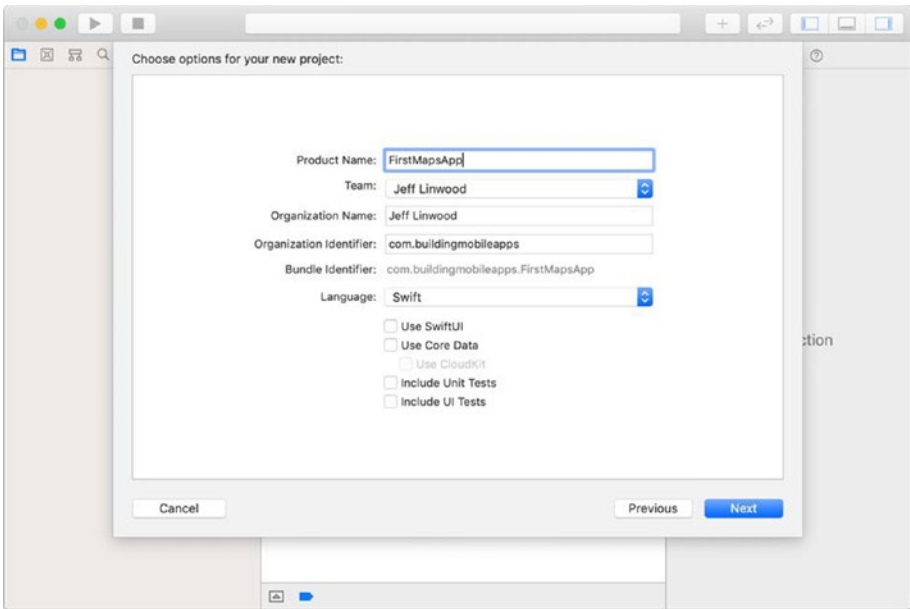 Choose options for your new project:
Product Name: FirstMapsApp
Team: Jeff Linwood
Organization Name: Jeff Linwood
Organization Identifier: com.buildingmobileapps
Bundle Identifier: com.buildingmobileapps.FirstMapsApp
Language: Swift
Use SwiftUI
Use Core Data
Use CloudKit
Include Unit Tests
Include UI Tests
ction
Cancel Previous Next